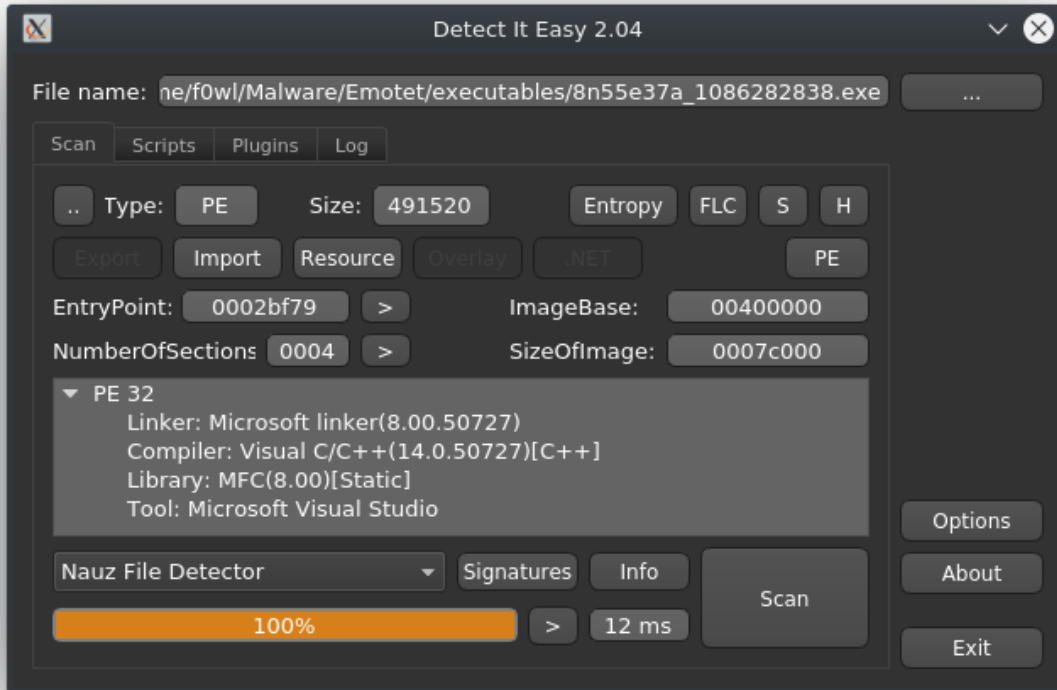 Detect It Easy 2.04
File name: ne/f0wl/Malware/Emotet/executables/8n55e37a_1086282838.exe ...
Scan Scripts Plugins Log
.. Type: PE Size: 491520 Entropy FLC S H
Export Import Resource Overlay .NET PE
EntryPoint: 0002bf79 > ImageBase: 00400000
NumberOfSections 0004 > SizeOfImage: 0007c000
PE 32
Linker: Microsoft linker(8.00.50727)
Compiler: Visual C/C++(14.0.50727)[C++]
Library: MFC(8.00)[Static]
Tool: Microsoft Visual Studio
Options
Nauz File Detector Signatures Info Scan About
100% > 12 ms
Exit